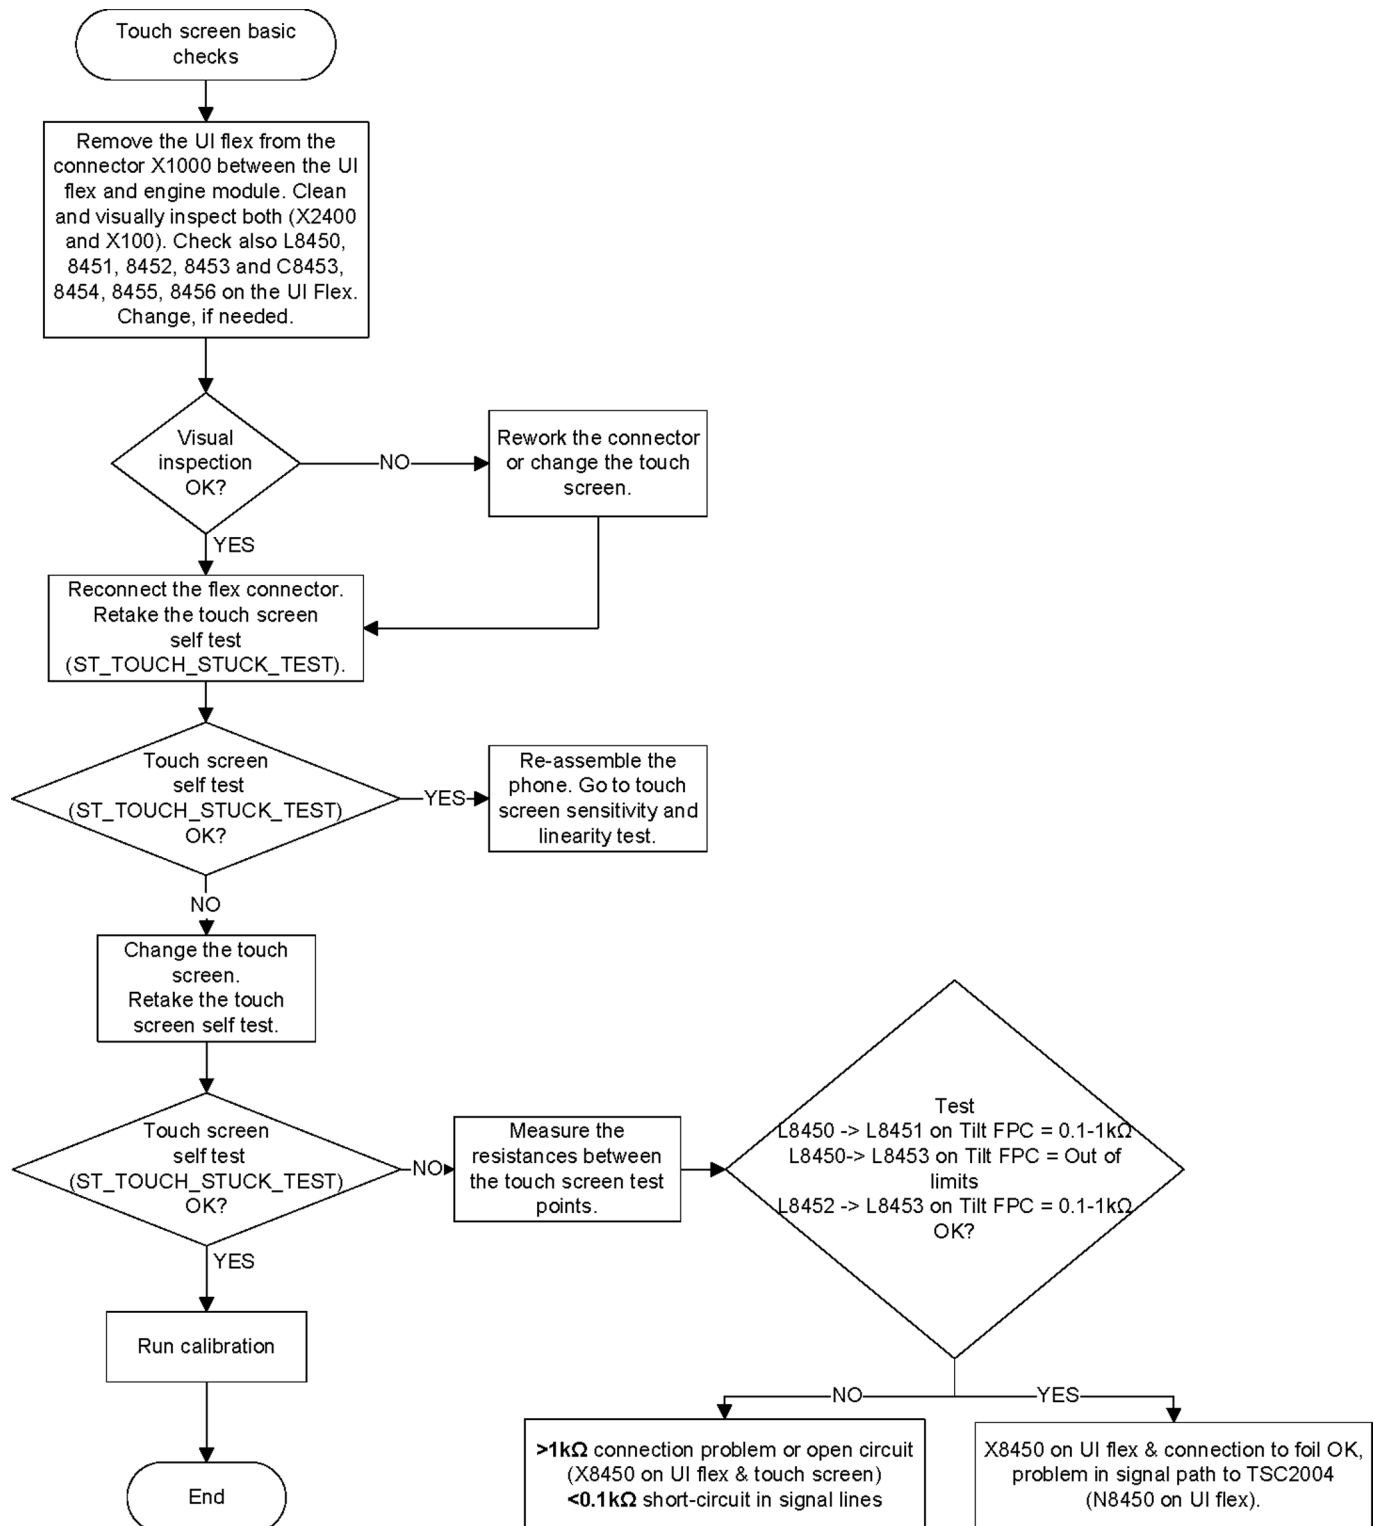 Touch screen basic
checks
Remove the UI flex from the
connector X1000 between the UI
flex and engine module. Clean
and visually inspect both (X2400
and X100). Check also L8450,
8451, 8452, 8453 and C8453,
8454, 8455, 8456 on the UI Flex.
Change, if needed.
Visual
inspection
OK?
NO
Rework the connector
or change the touch
screen.
YES
Reconnect the flex connector.
Retake the touch screen
self test
(ST_TOUCH_STUCK_TEST).
Touch screen
self test
(ST_TOUCH_STUCK_TEST)
OK?
YES
Re-assemble the
phone. Go to touch
screen sensitivity and
linearity test.
NO
Change the touch
screen.
Retake the touch
screen self test.
Touch screen
self test
(ST_TOUCH_STUCK_TEST)
OK?
NO
Measure the
resistances between
the touch screen test
points.
Test
L8450 -> L8451 on Tilt FPC = 0.1-1kΩ
L8450-> L8453 on Tilt FPC = Out of
limits
L8452 -> L8453 on Tilt FPC = 0.1-1kΩ
OK?
YES
Run calibration
End
NO
>1kΩ connection problem or open circuit
(X8450 on UI flex & touch screen)
<0.1kΩ short-circuit in signal lines
YES
X8450 on UI flex & connection to foil OK,
problem in signal path to TSC2004
(N8450 on UI flex).